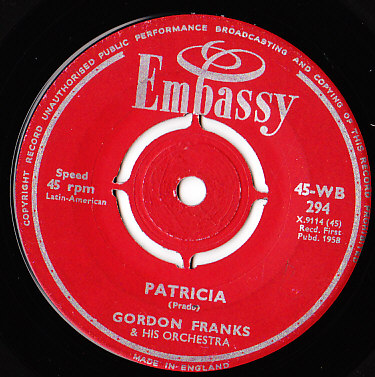 COPYRIGHT RECORD UNAUTHORISED PUBLIC PERFORMANCE BROADCASTING AND COPYING OF THIS RECORD PROHIBITED
Embassy
Speed
45 rpm
Latin-American
45-WB
294
X.9114 (45)
Recd. First
Pubd. 1958
PATRICIA
(Prado)
GORDON FRANKS
& HIS ORCHESTRA
MADE IN ENGLAND